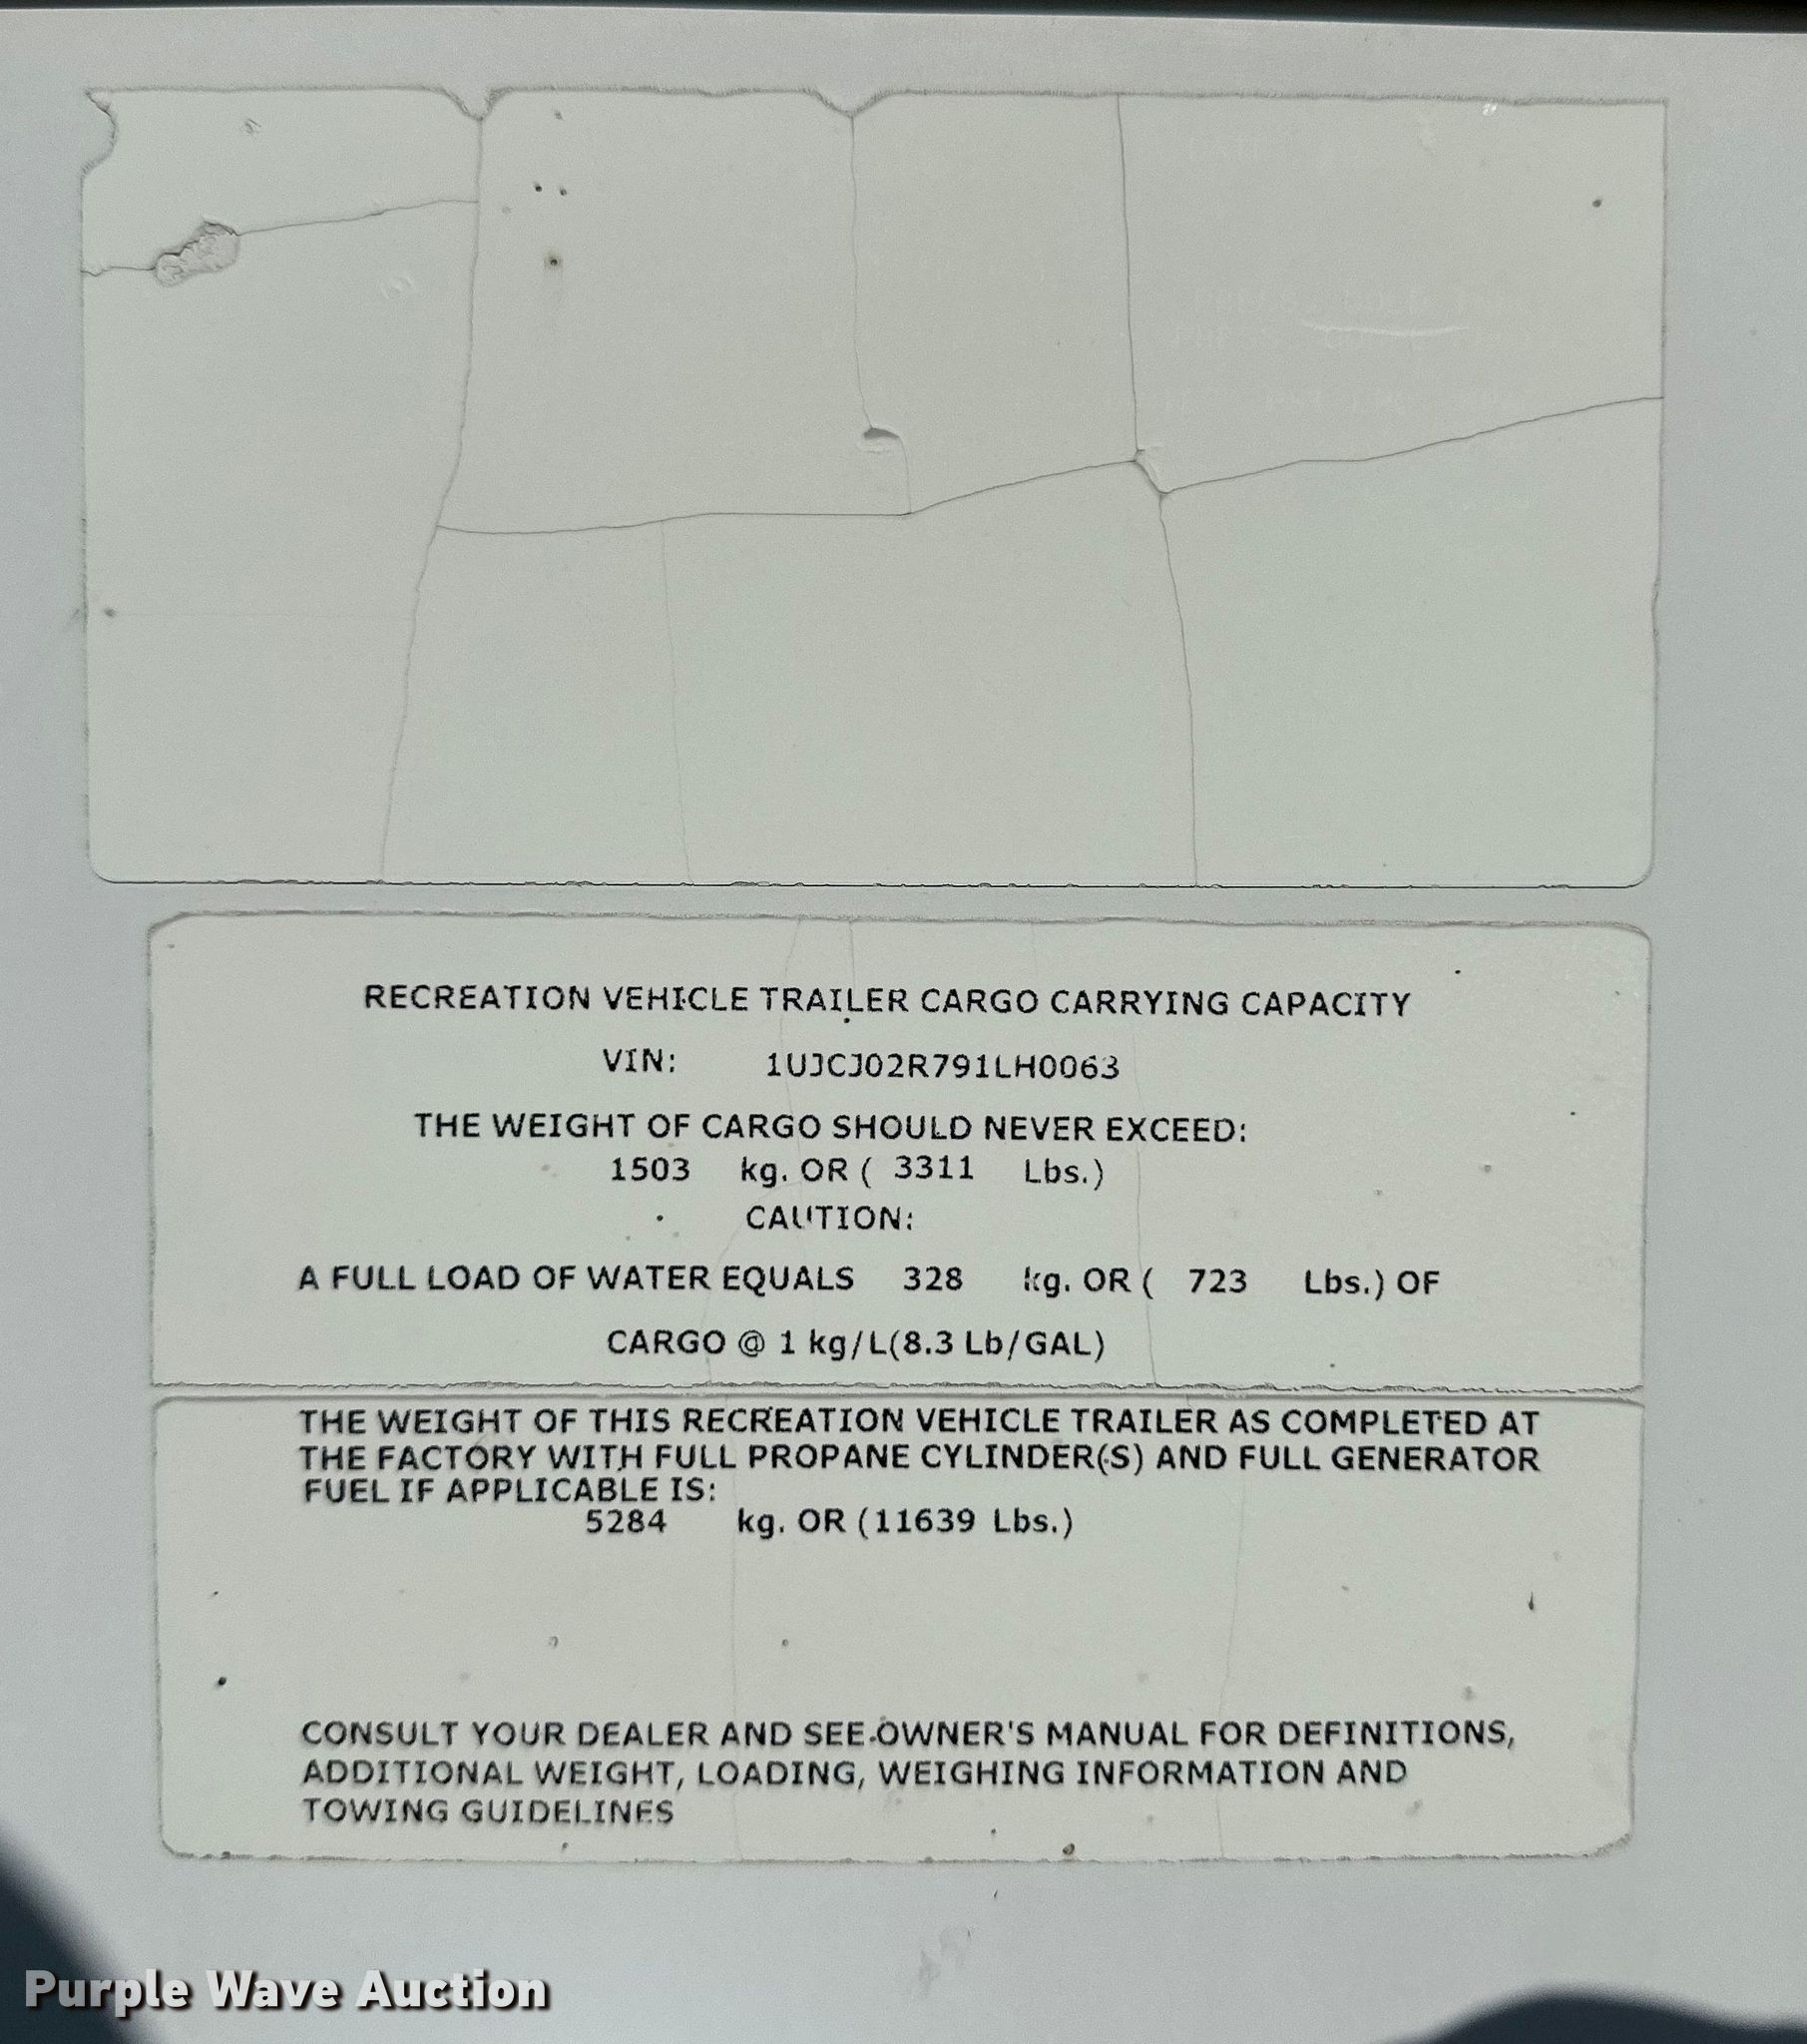 RECREATION VEHICLE TRAILER CARGO CARRYING CAPACITY
VIN: 1UJCJ02R791LH0063
THE WEIGHT OF CARGO SHOULD NEVER EXCEED:
1503 kg. OR ( 3311 Lbs.)
CAUTION:
A FULL LOAD OF WATER EQUALS 328 kg. OR ( 723 Lbs.) OF
CARGO @ 1 kg/L(8.3 Lb/GAL)
THE WEIGHT OF THIS RECREATION VEHICLE TRAILER AS COMPLETED AT
THE FACTORY WITH FULL PROPANE CYLINDER(S) AND FULL GENERATOR
FUEL IF APPLICABLE IS:
5284 kg. OR (11639 Lbs.)
CONSULT YOUR DEALER AND SEE OWNER'S MANUAL FOR DEFINITIONS,
ADDITIONAL WEIGHT, LOADING, WEIGHING INFORMATION AND
TOWING GUIDELINES
Purple Wave Auction